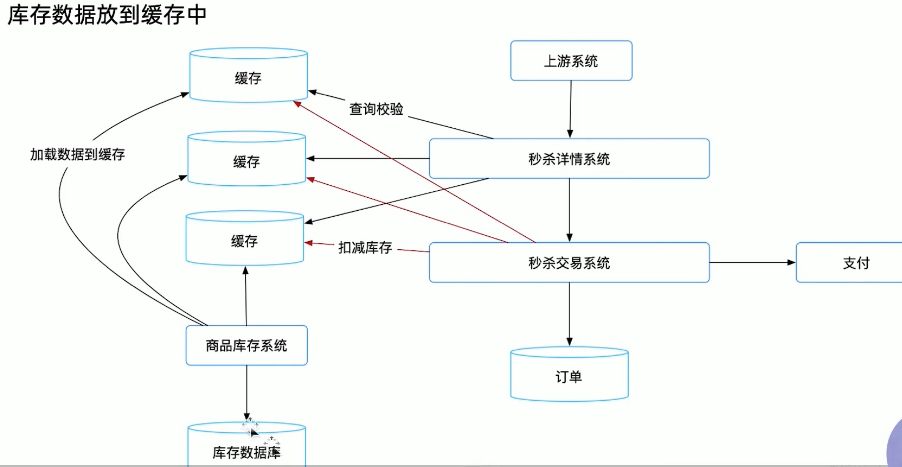 库存数据放到缓存中
上游系统
缓存
查询校验
加载数据到缓存
缓存
秒杀详情系统
缓存
扣减库存
秒杀交易系统
支付
商品库存系统
订单
库存数据库